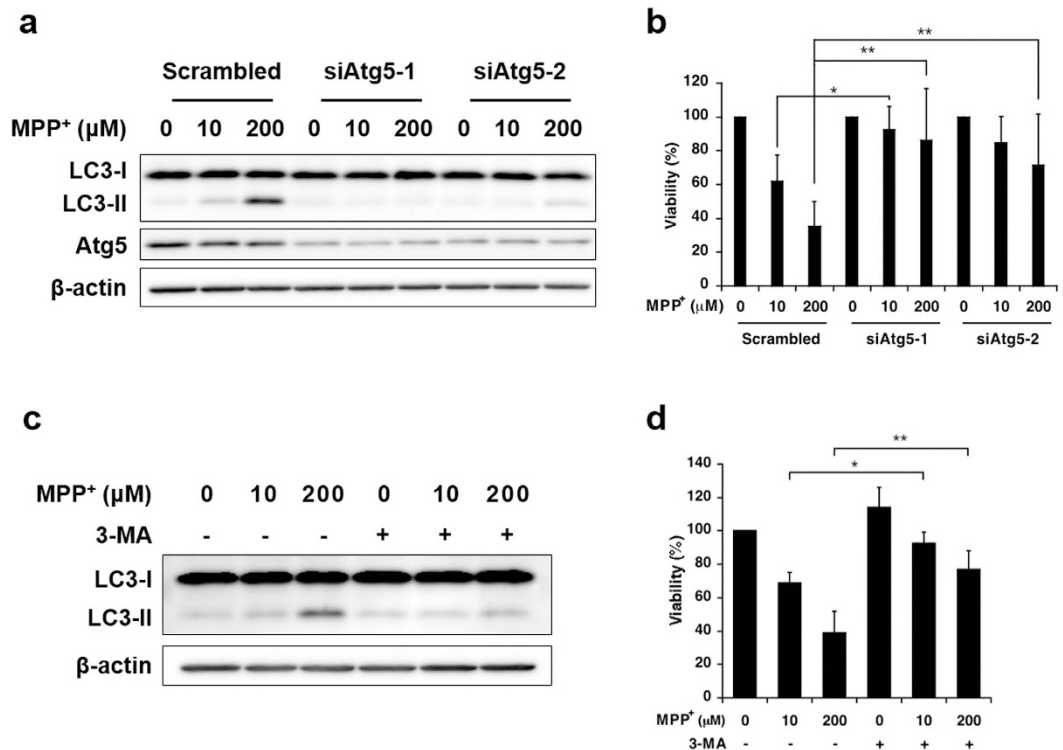 a
Scrambled siAtg5-1 siAtg5-2
MPP+ (µM) 0 10 200 0 10 200 0 10 200
LC3-I
LC3-II
Atg5
β-actin
b
**
**
*
120
100
80
60
40
20
0
Viability (%)
MPP+ (µM) 0 10 200 0 10 200 0 10 200
Scrambled siAtg5-1 siAtg5-2
c
MPP+ (µM) 0 10 200 0 10 200
3-MA - - - + + +
LC3-I
LC3-II
β-actin
d
**
*
140
120
100
80
60
40
20
0
Viability (%)
MPP+ (µM) 0 10 200 0 10 200
3-MA - - - + + +